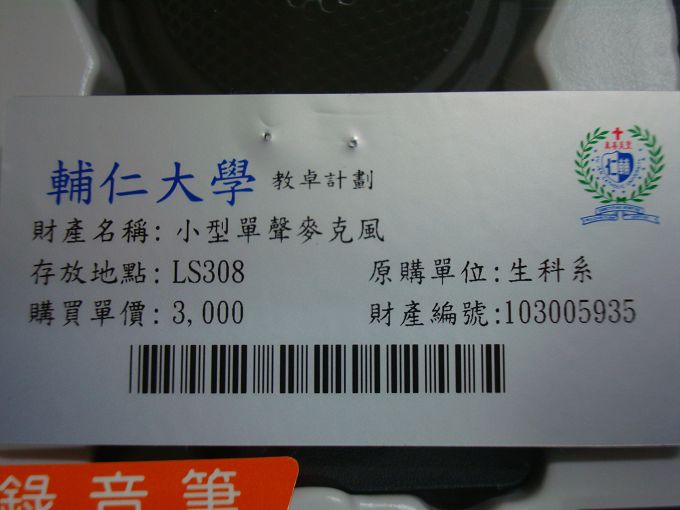 輔仁大學 教卓計劃
財產名稱: 小型單聲麥克風
存放地點: LS308 原購單位: 生科系
購買單價: 3,000 財產編號:103005935
錄音筆